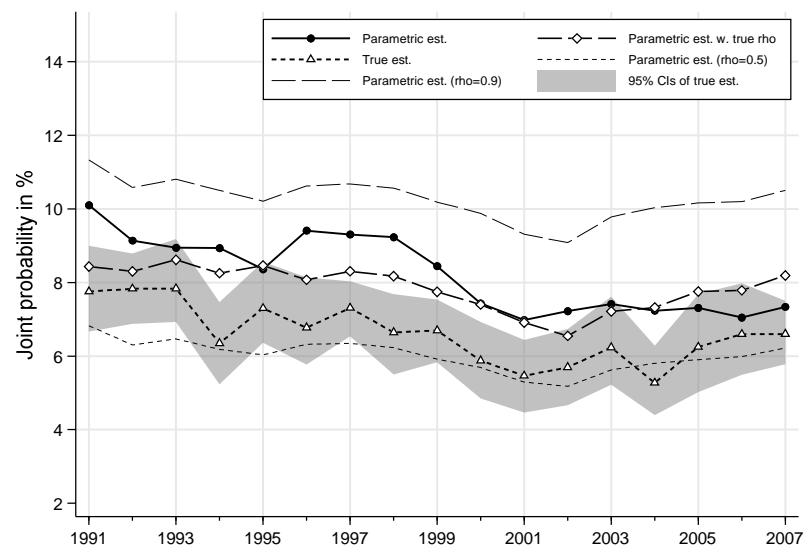 Parametric est.
Parametric est. w. true rho
True est.
Parametric est. (rho=0.5)
Parametric est. (rho=0.9)
95% CIs of true est.
Joint probability in %
14
12
10
8
6
4
2
1991 1993 1995 1997 1999 2001 2003 2005 2007